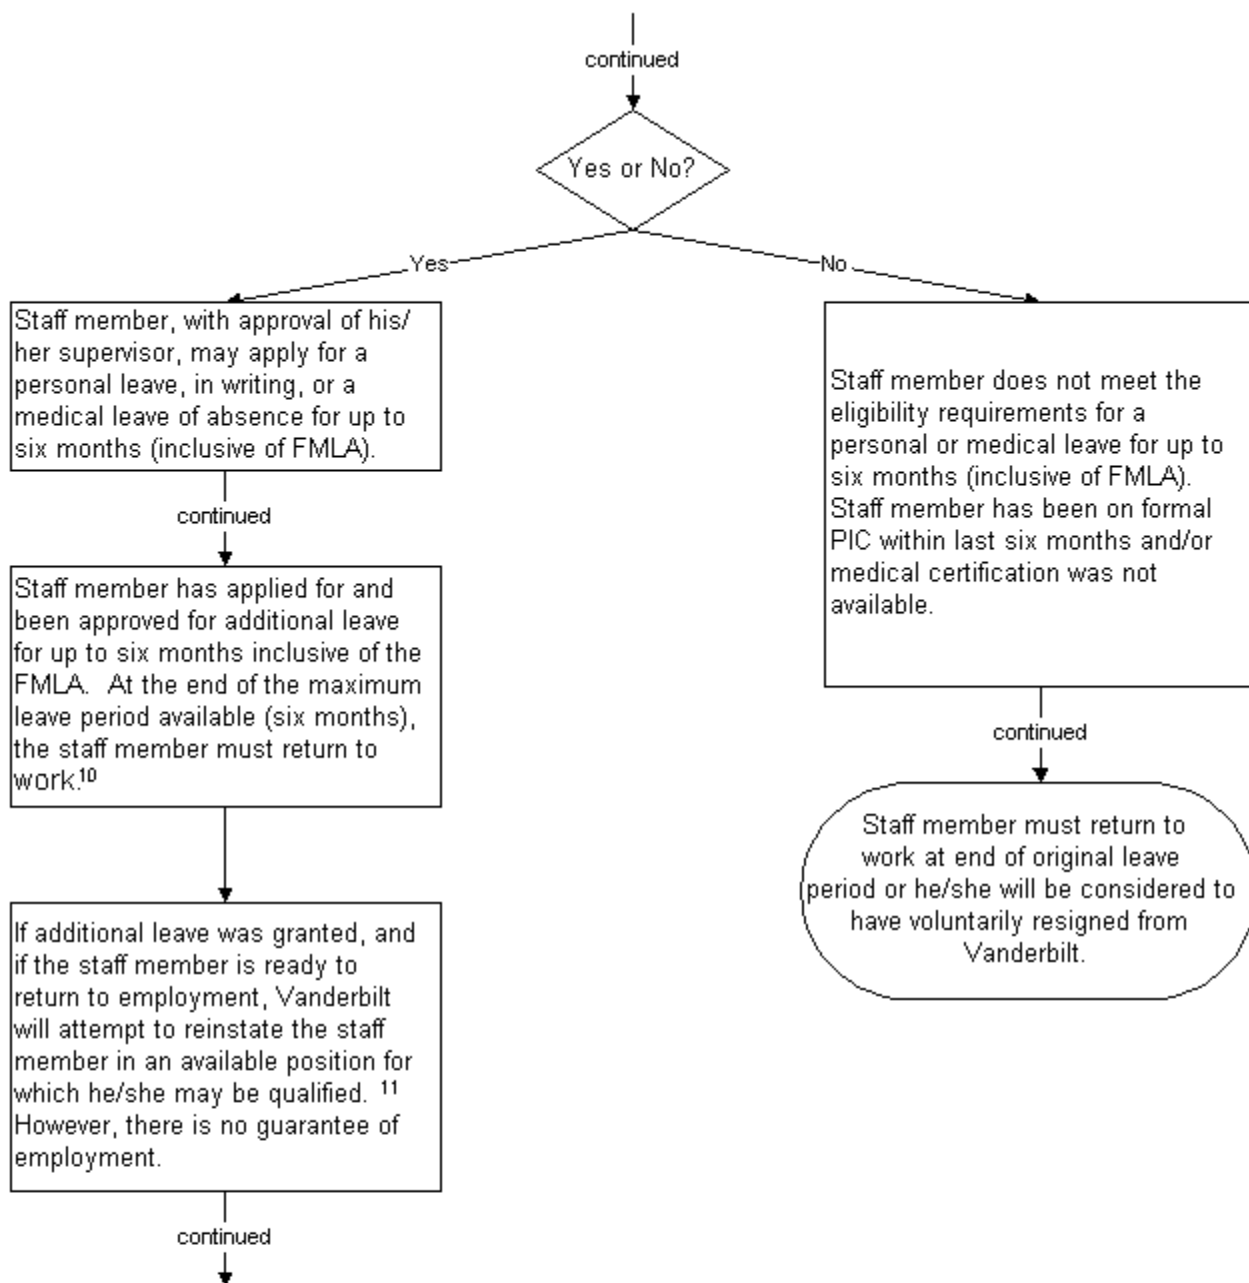 continued
Yes or No?
Yes
No
Staff member, with approval of his/
her supervisor, may apply for a
personal leave, in writing, or a
medical leave of absence for up to
six months (inclusive of FMLA).
Staff member does not meet the
eligibility requirements for a
personal or medical leave for up to
six months (inclusive of FMLA).
Staff member has been on formal
PIC within last six months and/or
medical certification was not
available.
continued
Staff member has applied for and
been approved for additional leave
for up to six months inclusive of the
FMLA.  At the end of the maximum
leave period available (six months),
the staff member must return to
work.¹⁰
continued
Staff member must return to
work at end of original leave
period or he/she will be considered to
have voluntarily resigned from
Vanderbilt.
If additional leave was granted, and
if the staff member is ready to
return to employment, Vanderbilt
will attempt to reinstate the staff
member in an available position for
which he/she may be qualified. ¹¹
However, there is no guarantee of
employment.
continued